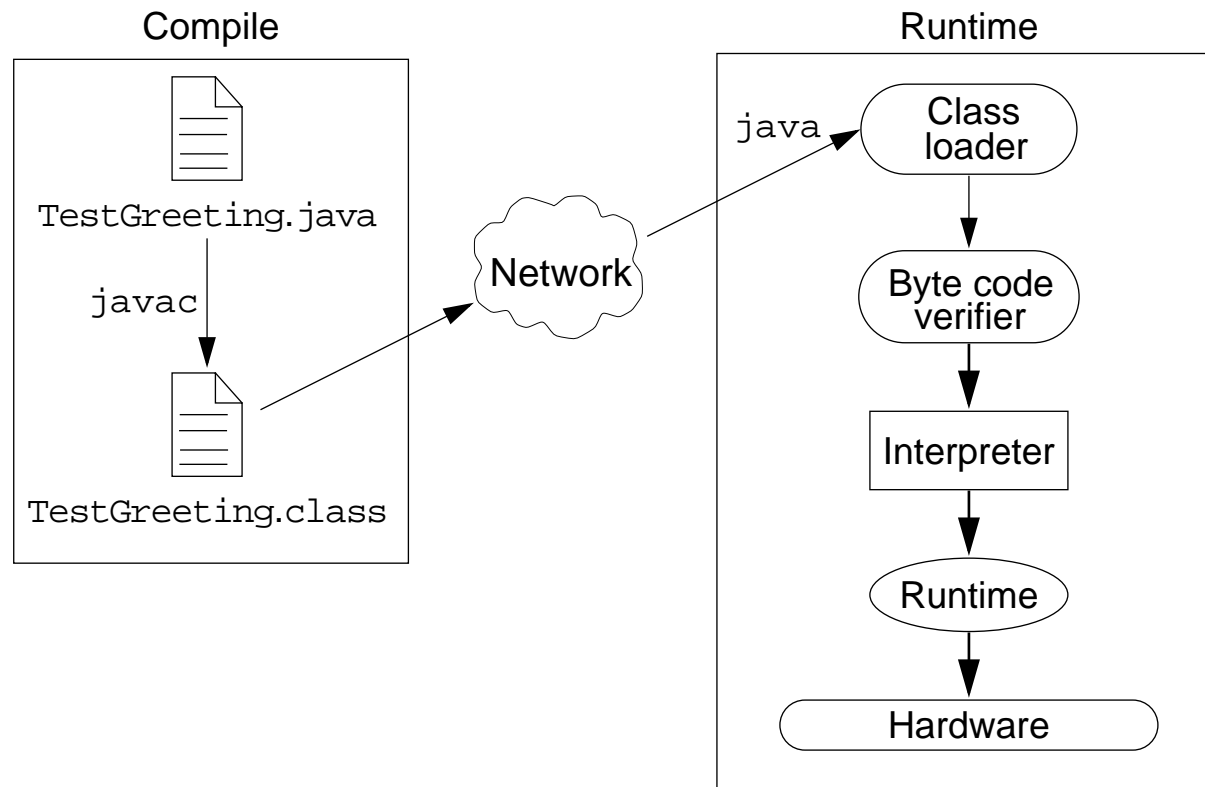 Compile
TestGreeting.java
javac
TestGreeting.class
Network
Runtime
java
Class
loader
Byte code
verifier
Interpreter
Runtime
Hardware